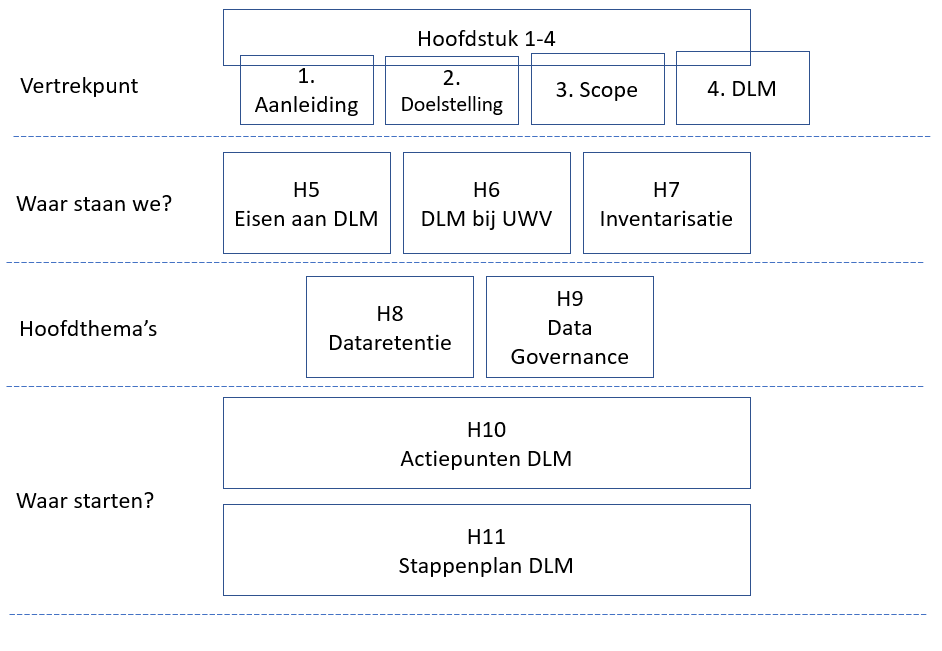 Hoofdstuk 1-4
Vertrekpunt
1.
Aanleiding
2.
Doelstelling
3. Scope
4. DLM
Waar staan we?
H5
Eisen aan DLM
H6
DLM bij UWV
H7
Inventarisatie
Hoofdthema’s
H8
Dataretentie
H9
Data
Governance
Waar starten?
H10
Actiepunten DLM
H11
Stappenplan DLM